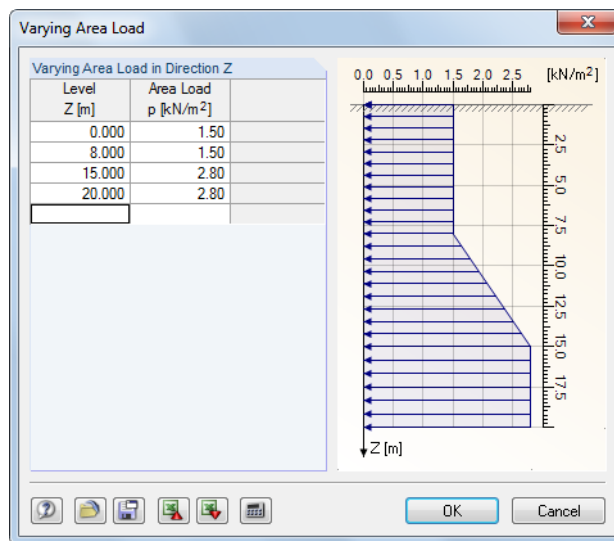 Varying Area Load
Varying Area Load in Direction Z
Level Area Load
Z [m] p [kN/m²]
0.000 1.50
8.000 1.50
15.000 2.80
20.000 2.80
0.0 0.5 1.0 1.5 2.0 2.5 [kN/m²]
2.5
5.0
7.5
10.0
12.5
15.0
17.5
Z [m]
OK Cancel